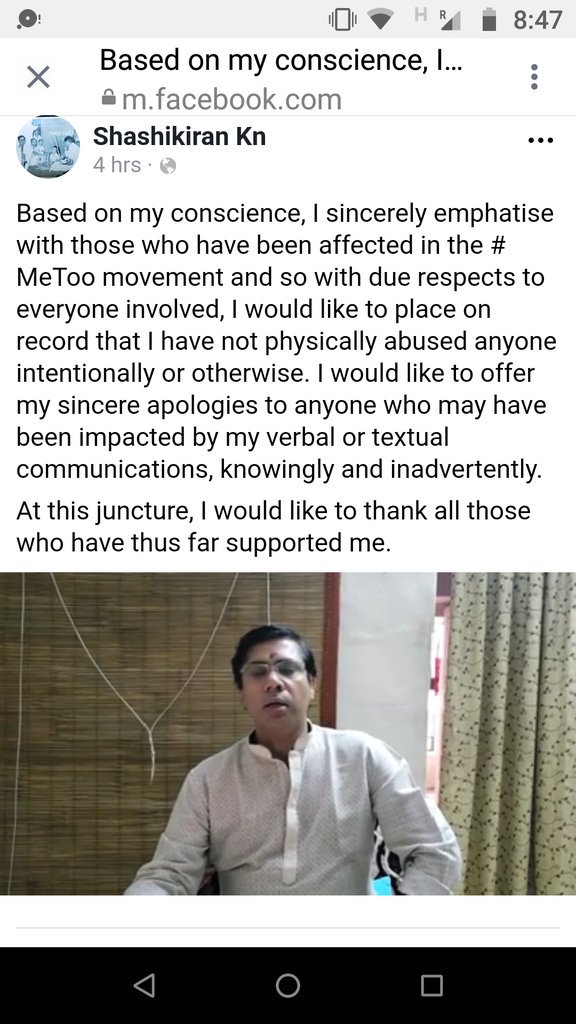 H R 8:47
Based on my conscience, I...
m.facebook.com
Shashikiran Kn
4 hrs ·
Based on my conscience, I sincerely emphatise
with those who have been affected in the #
MeToo movement and so with due respects to
everyone involved, I would like to place on
record that I have not physically abused anyone
intentionally or otherwise. I would like to offer
my sincere apologies to anyone who may have
been impacted by my verbal or textual
communications, knowingly and inadvertently.
At this juncture, I would like to thank all those
who have thus far supported me.